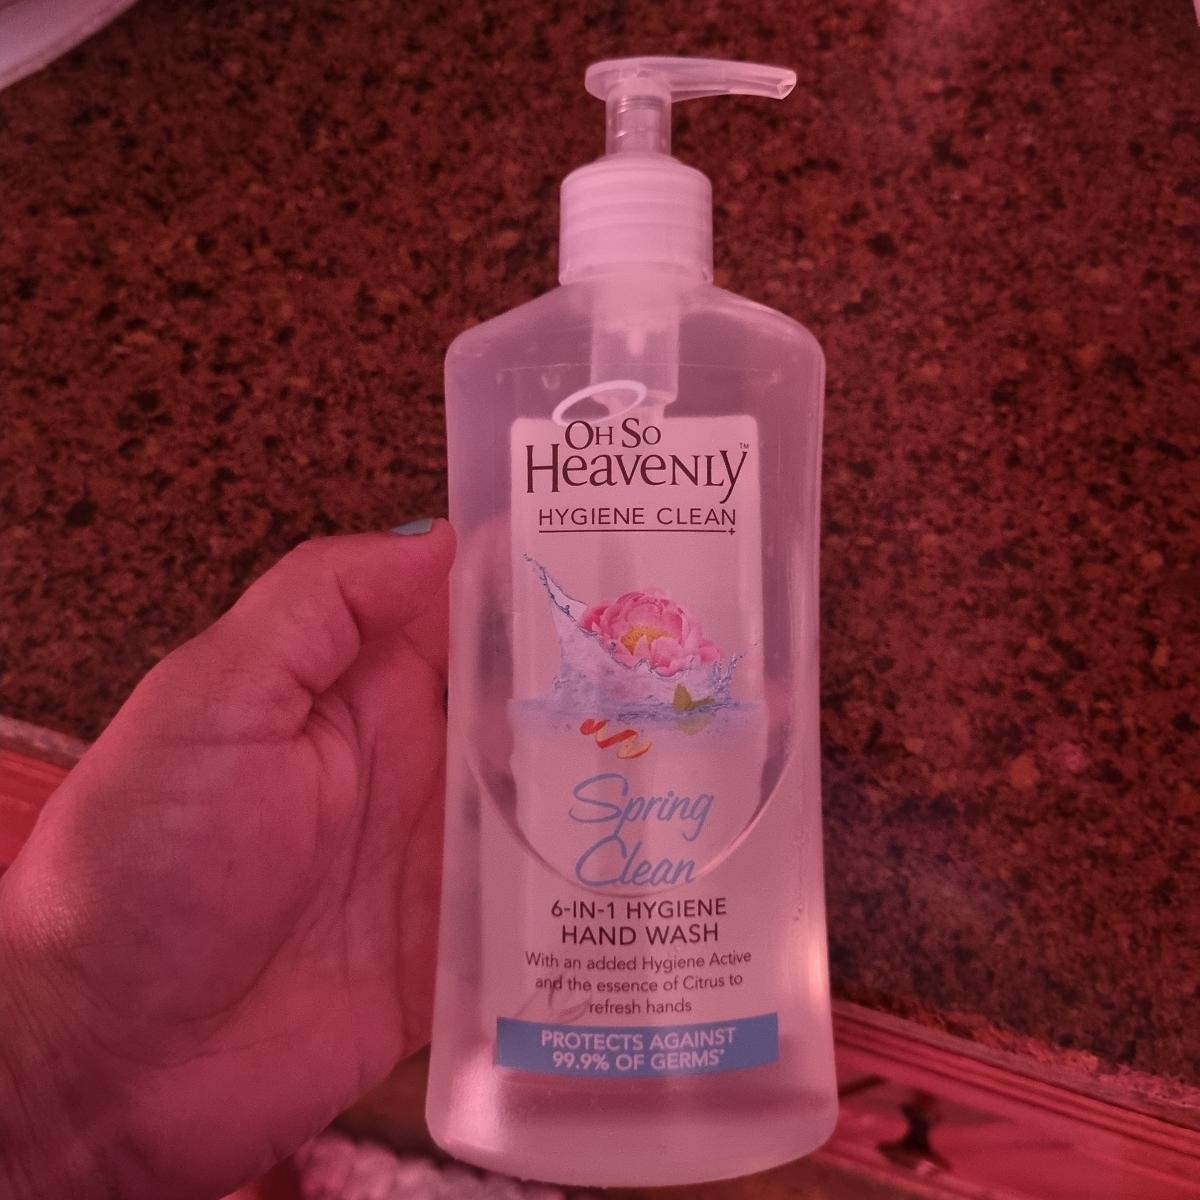 OH SO
HEAVENLY™
HYGIENE CLEAN+
Spring
Clean
6-IN-1 HYGIENE
HAND WASH
With an added Hygiene Active
and the essence of Citrus to
refresh hands
PROTECTS AGAINST
99.9% OF GERMS*